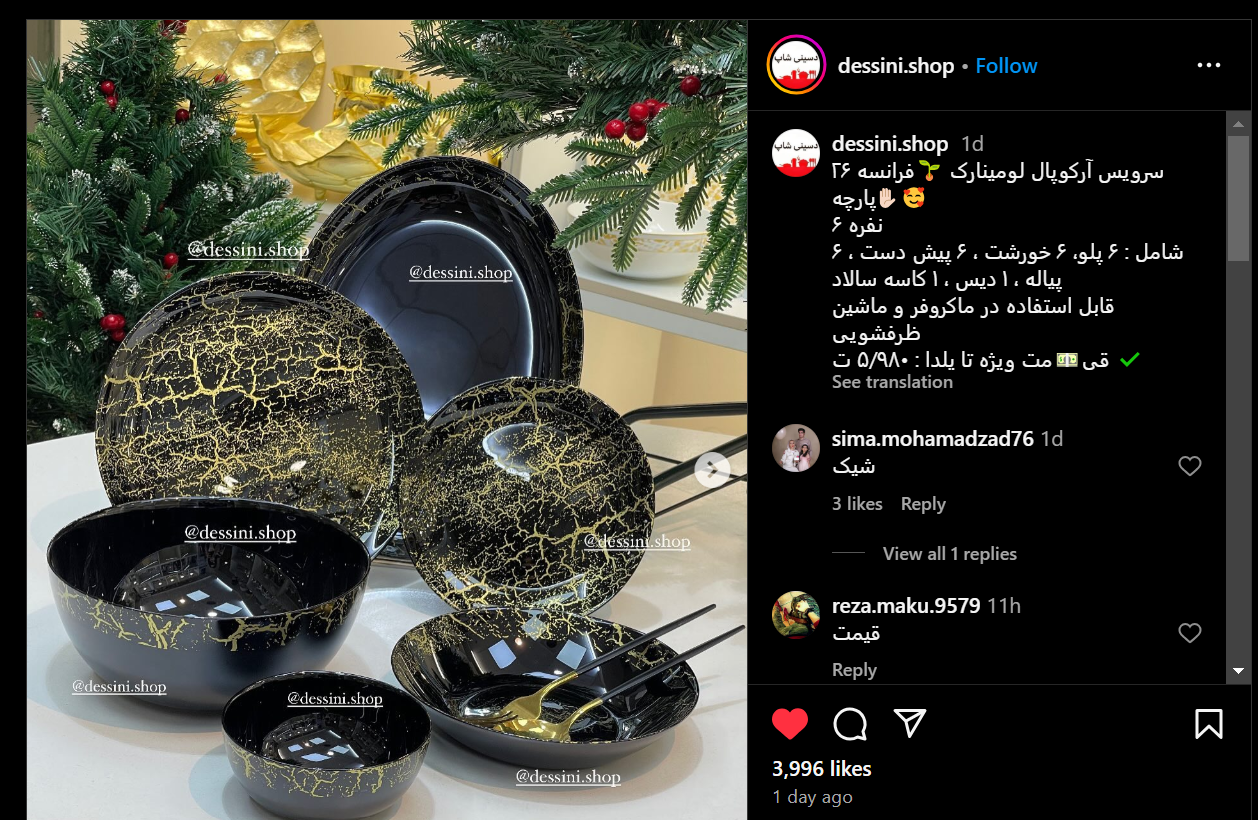 @dessini.shop
@dessini.shop
@dessini.shop
@dessini.shop
@dessini.shop
@dessini.shop
@dessini.shop
دسینی شاپ
dessini.shop • Follow
دسینی شاپ
dessini.shop 1d
سرویس آرکوپال لومینارک 🌱فرانسه ۲۶
پارچه✋🏻🥰
۶ نفره
شامل : ۶ پلو، ۶ خورشت ، ۶ پیش دست ، ۶
پیاله ، ۱ دیس ، ۱ کاسه سالاد
قابل استفاده در ماکروفر و ماشین
ظرفشویی
✔️ قی💵مت ویژه تا یلدا : ۵/۹۸۰ ت
See translation
sima.mohamadzad76 1d
شیک
3 likes Reply
View all 1 replies
reza.maku.9579 11h
قیمت
Reply
3,996 likes
1 day ago